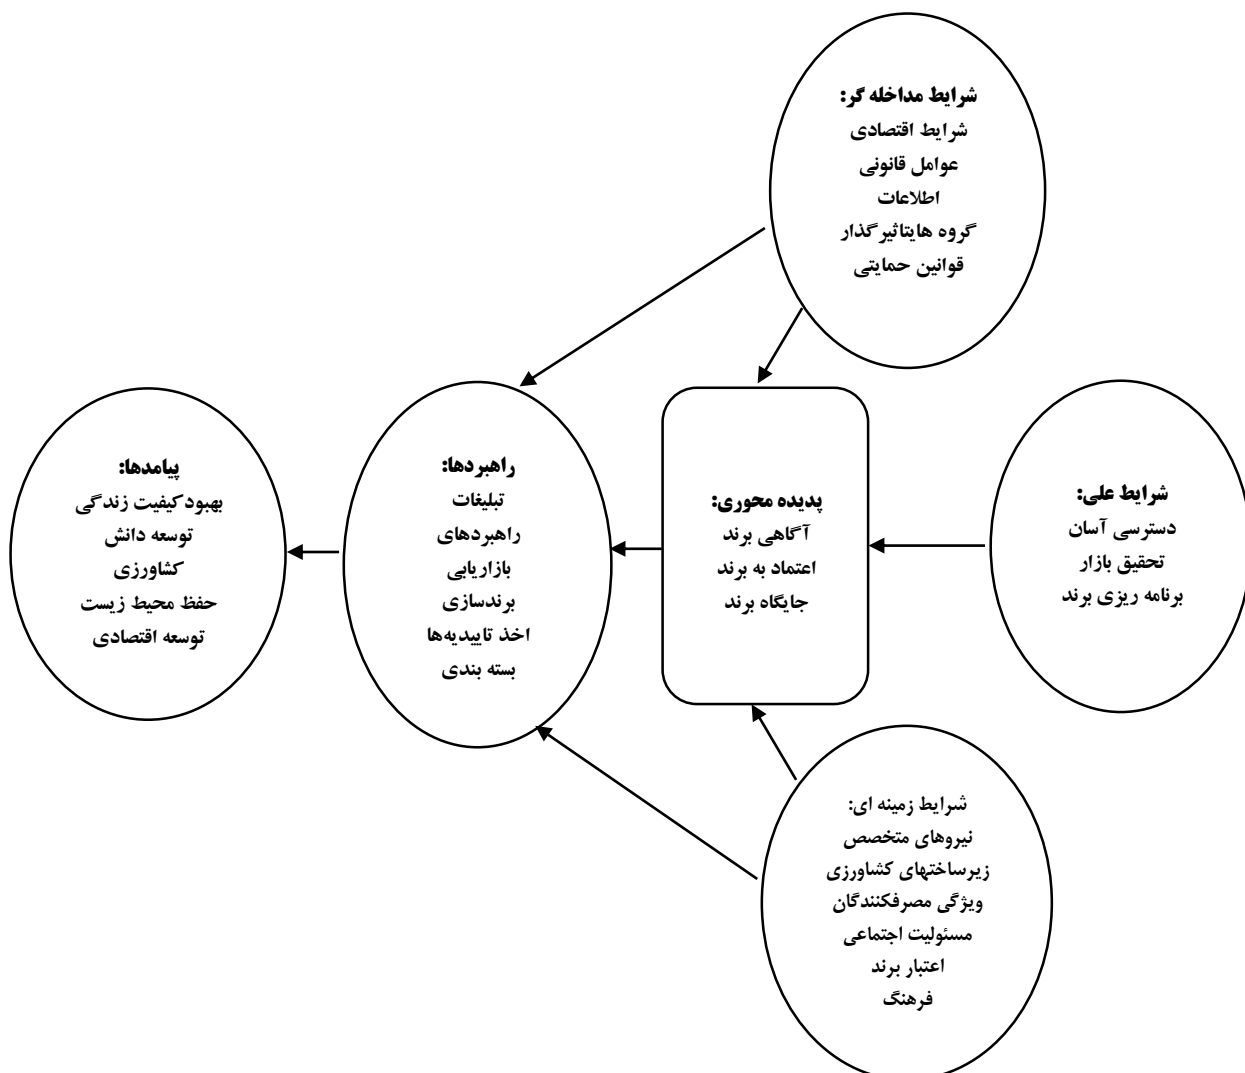 شرایط مداخله گر:
شرایط اقتصادی
عوامل قانونی
اطلاعات
گروه هایتاثیرگذار
قوانین حمایتی
شرایط علی:
دسترسی آسان
تحقیق بازار
برنامه ریزی برند
پدیده محوری:
آگاهی برند
اعتماد به برند
جایگاه برند
راهبردها:
تبلیغات
راهبردهای
بازاریابی
برندسازی
اخذ تاییدیه‌ها
بسته بندی
پیامدها:
بهبودکیفیت زندگی
توسعه دانش
کشاورزی
حفظ محیط زیست
توسعه اقتصادی
شرایط زمینه ای:
نیروهای متخصص
زیرساختهای کشاورزی
ویژگی مصرفکنندگان
مسئولیت اجتماعی
اعتبار برند
فرهنگ